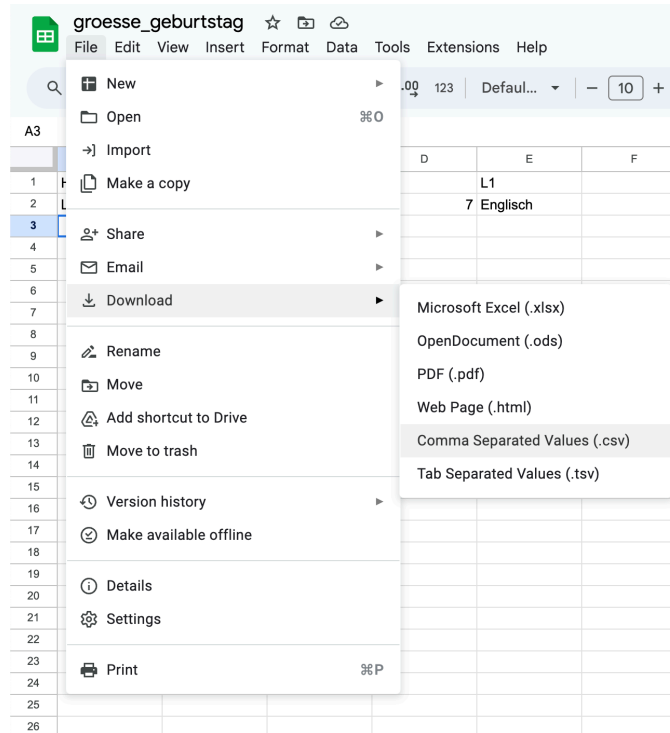 groesse_geburtstag
File Edit View Insert Format Data Tools Extensions Help
.00 123 Defaul... 10
A3
D E F
1 H L1
2 L 7 Englisch
3
4
5
6
7
8
9
10
11
12
13
14
15
16
17
18
19
20
21
22
23
24
25
26
New
Open ⌘O
Import
Make a copy
Share
Email
Download
Rename
Move
Add shortcut to Drive
Move to trash
Version history
Make available offline
Details
Settings
Print ⌘P
Microsoft Excel (.xlsx)
OpenDocument (.ods)
PDF (.pdf)
Web Page (.html)
Comma Separated Values (.csv)
Tab Separated Values (.tsv)